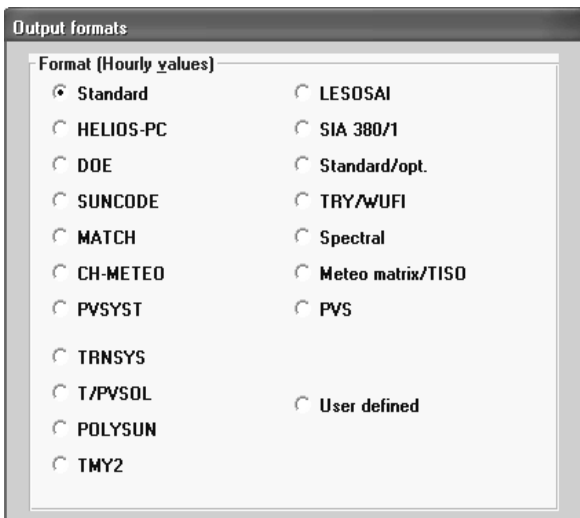 Output formats
Format (Hourly values)
Standard
HELIOS-PC
DOE
SUNCODE
MATCH
CH-METEO
PVSYST
TRNSYS
T/PVSOL
POLYSUN
TMY2
LESOSAI
SIA 380/1
Standard/opt.
TRY/WUFI
Spectral
Meteo matrix/TISO
PVS
User defined